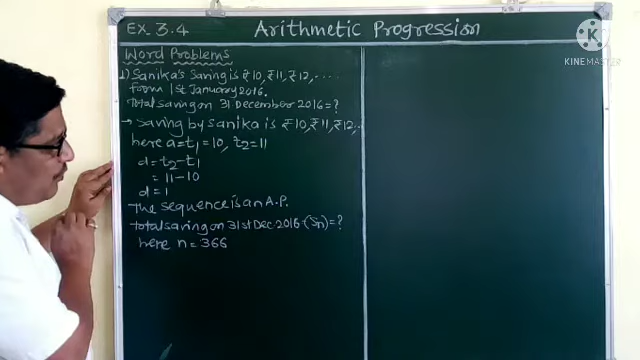 EX. 3.4 Arithmetic Progression
Word Problems
1) Sanika's Saving is ₹10, ₹11, ₹12, ....
from 1st January 2016.
Total saving on 31 December 2016 = ?
→ Saving by sanika is ₹10, ₹11, ₹12, ..
here a = t₁ = 10, t₂ = 11
d = t₂ - t₁
= 11 - 10
d = 1
The sequence is an A.P.
Total saving on 31st Dec. 2016 - (Sn) = ?
here n = 366
KINEMASTER